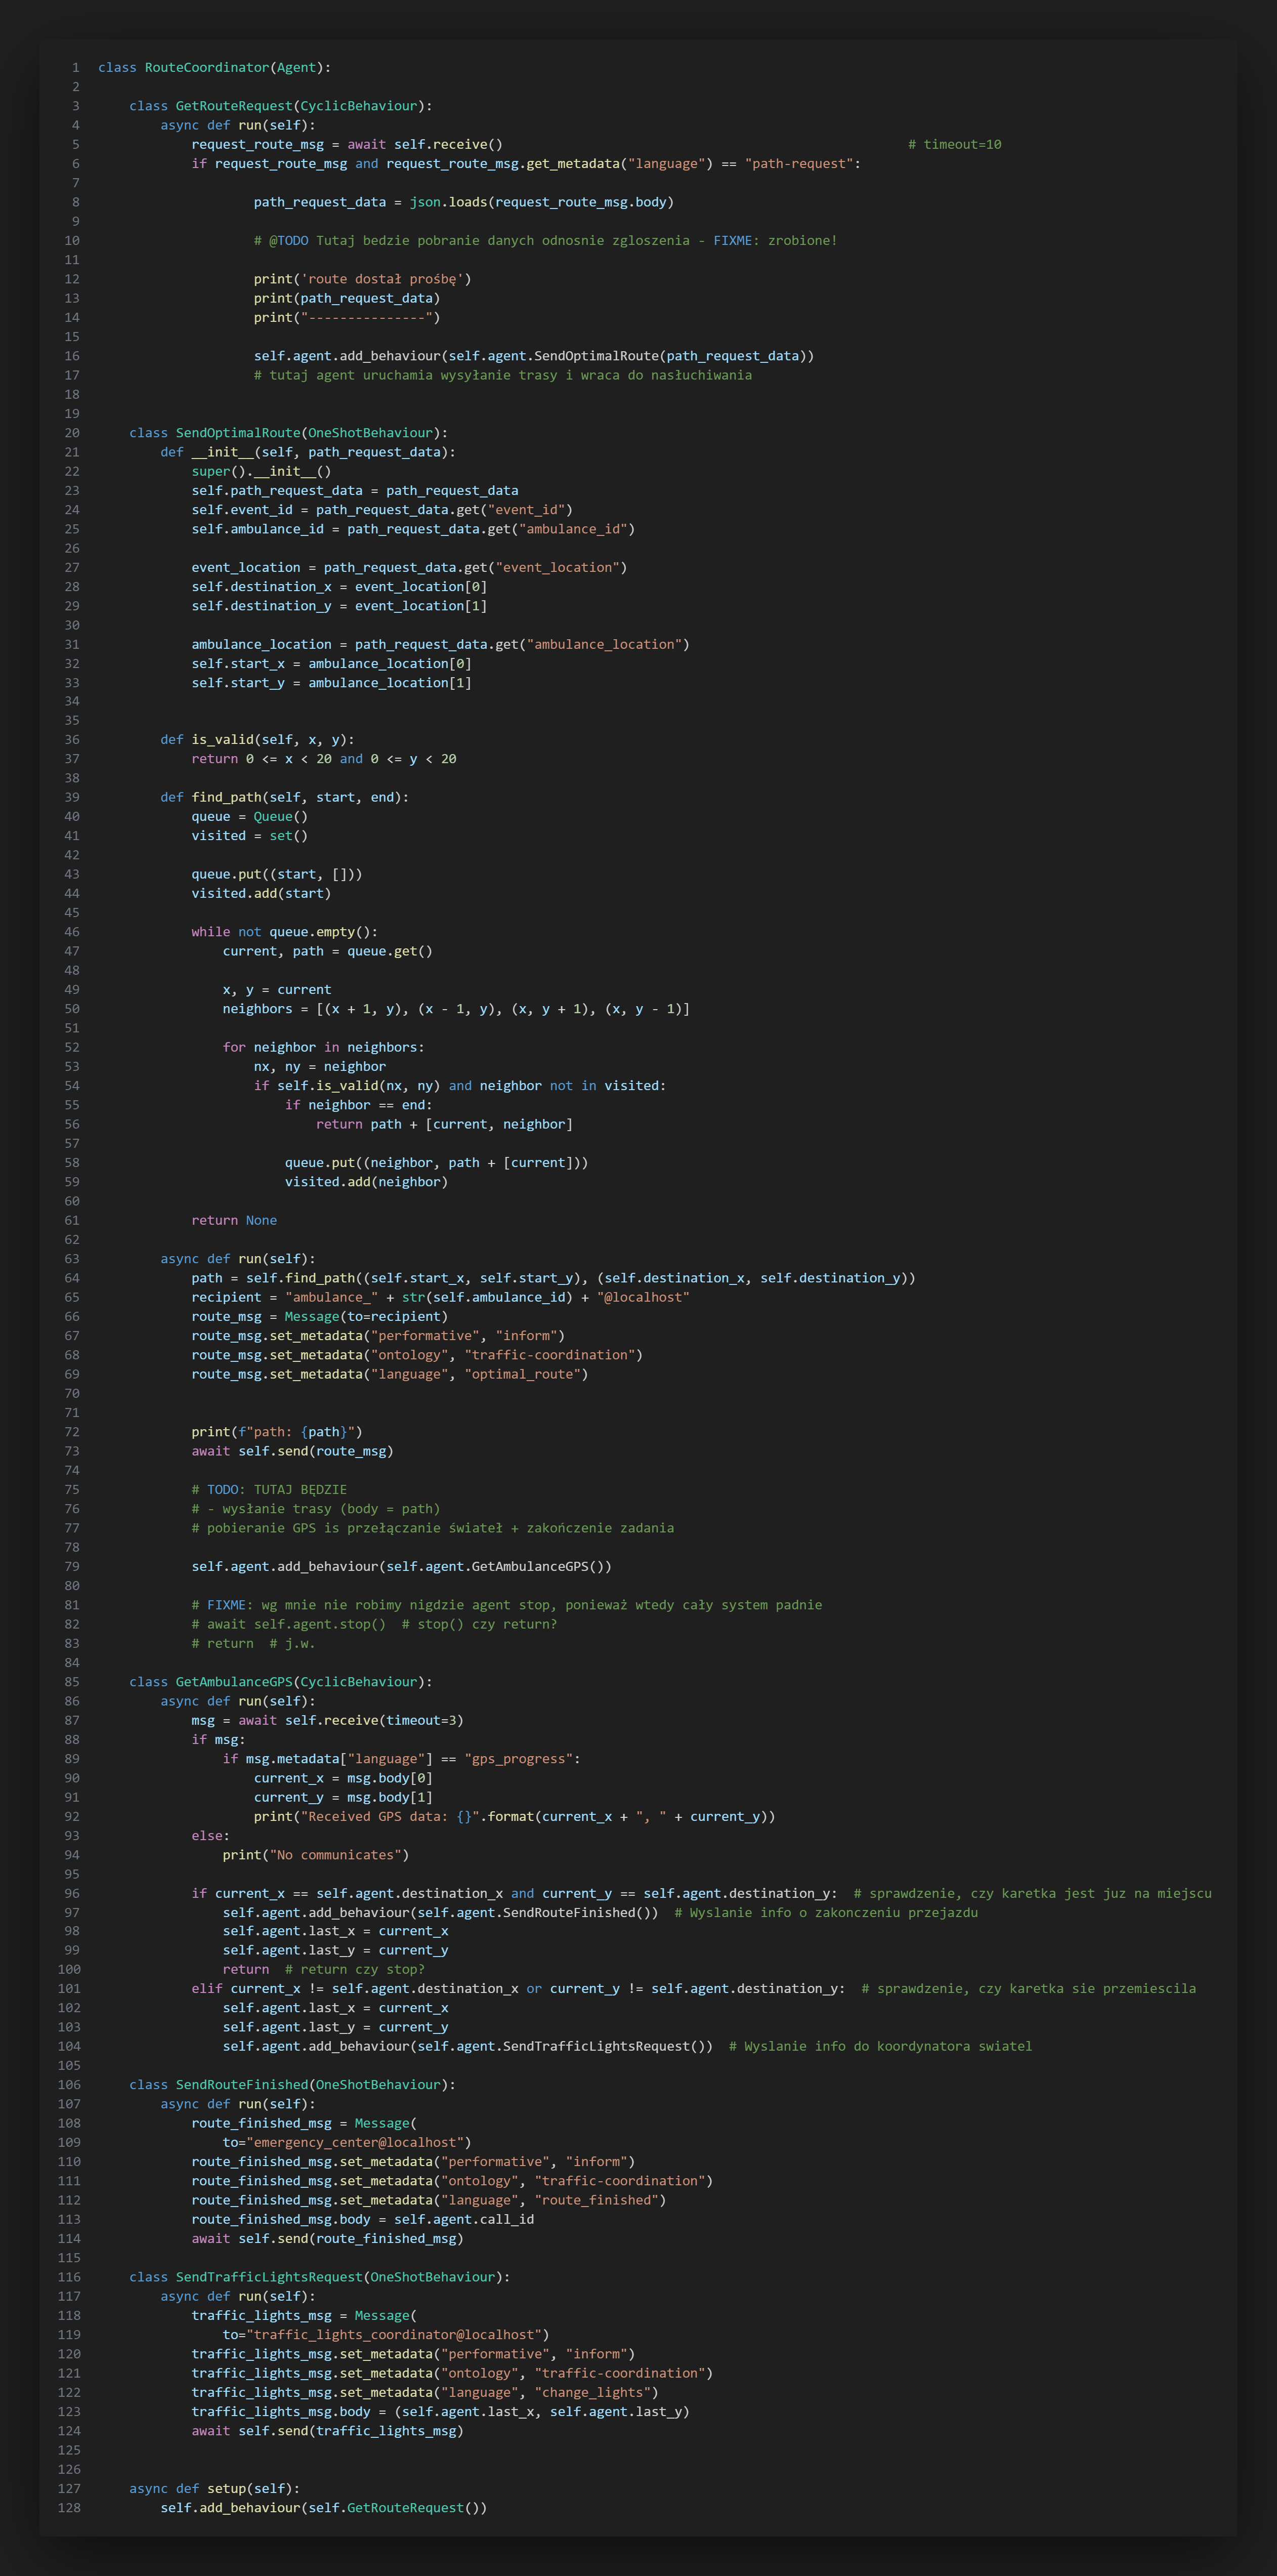 1 class RouteCoordinator(Agent):
2
3     class GetRouteRequest(CyclicBehaviour):
4         async def run(self):
5             request_route_msg = await self.receive()                                                    # timeout=10
6             if request_route_msg and request_route_msg.get_metadata("language") == "path-request":
7
8                     path_request_data = json.loads(request_route_msg.body)
9
10                     # @TODO Tutaj bedzie pobranie danych odnosnie zgloszenia - FIXME: zrobione!
11
12                     print('route dostał prośbę')
13                     print(path_request_data)
14                     print("---------------")
15
16                     self.agent.add_behaviour(self.agent.SendOptimalRoute(path_request_data))
17                     # tutaj agent uruchamia wysyłanie trasy i wraca do nasłuchiwania
18
19
20     class SendOptimalRoute(OneShotBehaviour):
21         def __init__(self, path_request_data):
22             super().__init__()
23             self.path_request_data = path_request_data
24             self.event_id = path_request_data.get("event_id")
25             self.ambulance_id = path_request_data.get("ambulance_id")
26
27             event_location = path_request_data.get("event_location")
28             self.destination_x = event_location[0]
29             self.destination_y = event_location[1]
30
31             ambulance_location = path_request_data.get("ambulance_location")
32             self.start_x = ambulance_location[0]
33             self.start_y = ambulance_location[1]
34
35
36         def is_valid(self, x, y):
37             return 0 <= x < 20 and 0 <= y < 20
38
39         def find_path(self, start, end):
40             queue = Queue()
41             visited = set()
42
43             queue.put((start, []))
44             visited.add(start)
45
46             while not queue.empty():
47                 current, path = queue.get()
48
49                 x, y = current
50                 neighbors = [(x + 1, y), (x - 1, y), (x, y + 1), (x, y - 1)]
51
52                 for neighbor in neighbors:
53                     nx, ny = neighbor
54                     if self.is_valid(nx, ny) and neighbor not in visited:
55                         if neighbor == end:
56                             return path + [current, neighbor]
57
58                         queue.put((neighbor, path + [current]))
59                         visited.add(neighbor)
60
61             return None
62
63         async def run(self):
64             path = self.find_path((self.start_x, self.start_y), (self.destination_x, self.destination_y))
65             recipient = "ambulance_" + str(self.ambulance_id) + "@localhost"
66             route_msg = Message(to=recipient)
67             route_msg.set_metadata("performative", "inform")
68             route_msg.set_metadata("ontology", "traffic-coordination")
69             route_msg.set_metadata("language", "optimal_route")
70
71
72             print(f"path: {path}")
73             await self.send(route_msg)
74
75             # TODO: TUTAJ BĘDZIE
76             # - wysłanie trasy (body = path)
77             # pobieranie GPS is przełączanie świateł + zakończenie zadania
78
79             self.agent.add_behaviour(self.agent.GetAmbulanceGPS())
80
81             # FIXME: wg mnie nie robimy nigdzie agent stop, ponieważ wtedy cały system padnie
82             # await self.agent.stop()  # stop() czy return?
83             # return  # j.w.
84
85     class GetAmbulanceGPS(CyclicBehaviour):
86         async def run(self):
87             msg = await self.receive(timeout=3)
88             if msg:
89                 if msg.metadata["language"] == "gps_progress":
90                     current_x = msg.body[0]
91                     current_y = msg.body[1]
92                     print("Received GPS data: {}".format(current_x + ", " + current_y))
93             else:
94                 print("No communicates")
95
96             if current_x == self.agent.destination_x and current_y == self.agent.destination_y:  # sprawdzenie, czy karetka jest juz na miejscu
97                 self.agent.add_behaviour(self.agent.SendRouteFinished())  # Wyslanie info o zakonczeniu przejazdu
98                 self.agent.last_x = current_x
99                 self.agent.last_y = current_y
100                 return  # return czy stop?
101             elif current_x != self.agent.destination_x or current_y != self.agent.destination_y:  # sprawdzenie, czy karetka sie przemiescila
102                 self.agent.last_x = current_x
103                 self.agent.last_y = current_y
104                 self.agent.add_behaviour(self.agent.SendTrafficLightsRequest())  # Wyslanie info do koordynatora swiatel
105
106     class SendRouteFinished(OneShotBehaviour):
107         async def run(self):
108             route_finished_msg = Message(
109                 to="emergency_center@localhost")
110             route_finished_msg.set_metadata("performative", "inform")
111             route_finished_msg.set_metadata("ontology", "traffic-coordination")
112             route_finished_msg.set_metadata("language", "route_finished")
113             route_finished_msg.body = self.agent.call_id
114             await self.send(route_finished_msg)
115
116     class SendTrafficLightsRequest(OneShotBehaviour):
117         async def run(self):
118             traffic_lights_msg = Message(
119                 to="traffic_lights_coordinator@localhost")
120             traffic_lights_msg.set_metadata("performative", "inform")
121             traffic_lights_msg.set_metadata("ontology", "traffic-coordination")
122             traffic_lights_msg.set_metadata("language", "change_lights")
123             traffic_lights_msg.body = (self.agent.last_x, self.agent.last_y)
124             await self.send(traffic_lights_msg)
125
126
127     async def setup(self):
128         self.add_behaviour(self.GetRouteRequest())